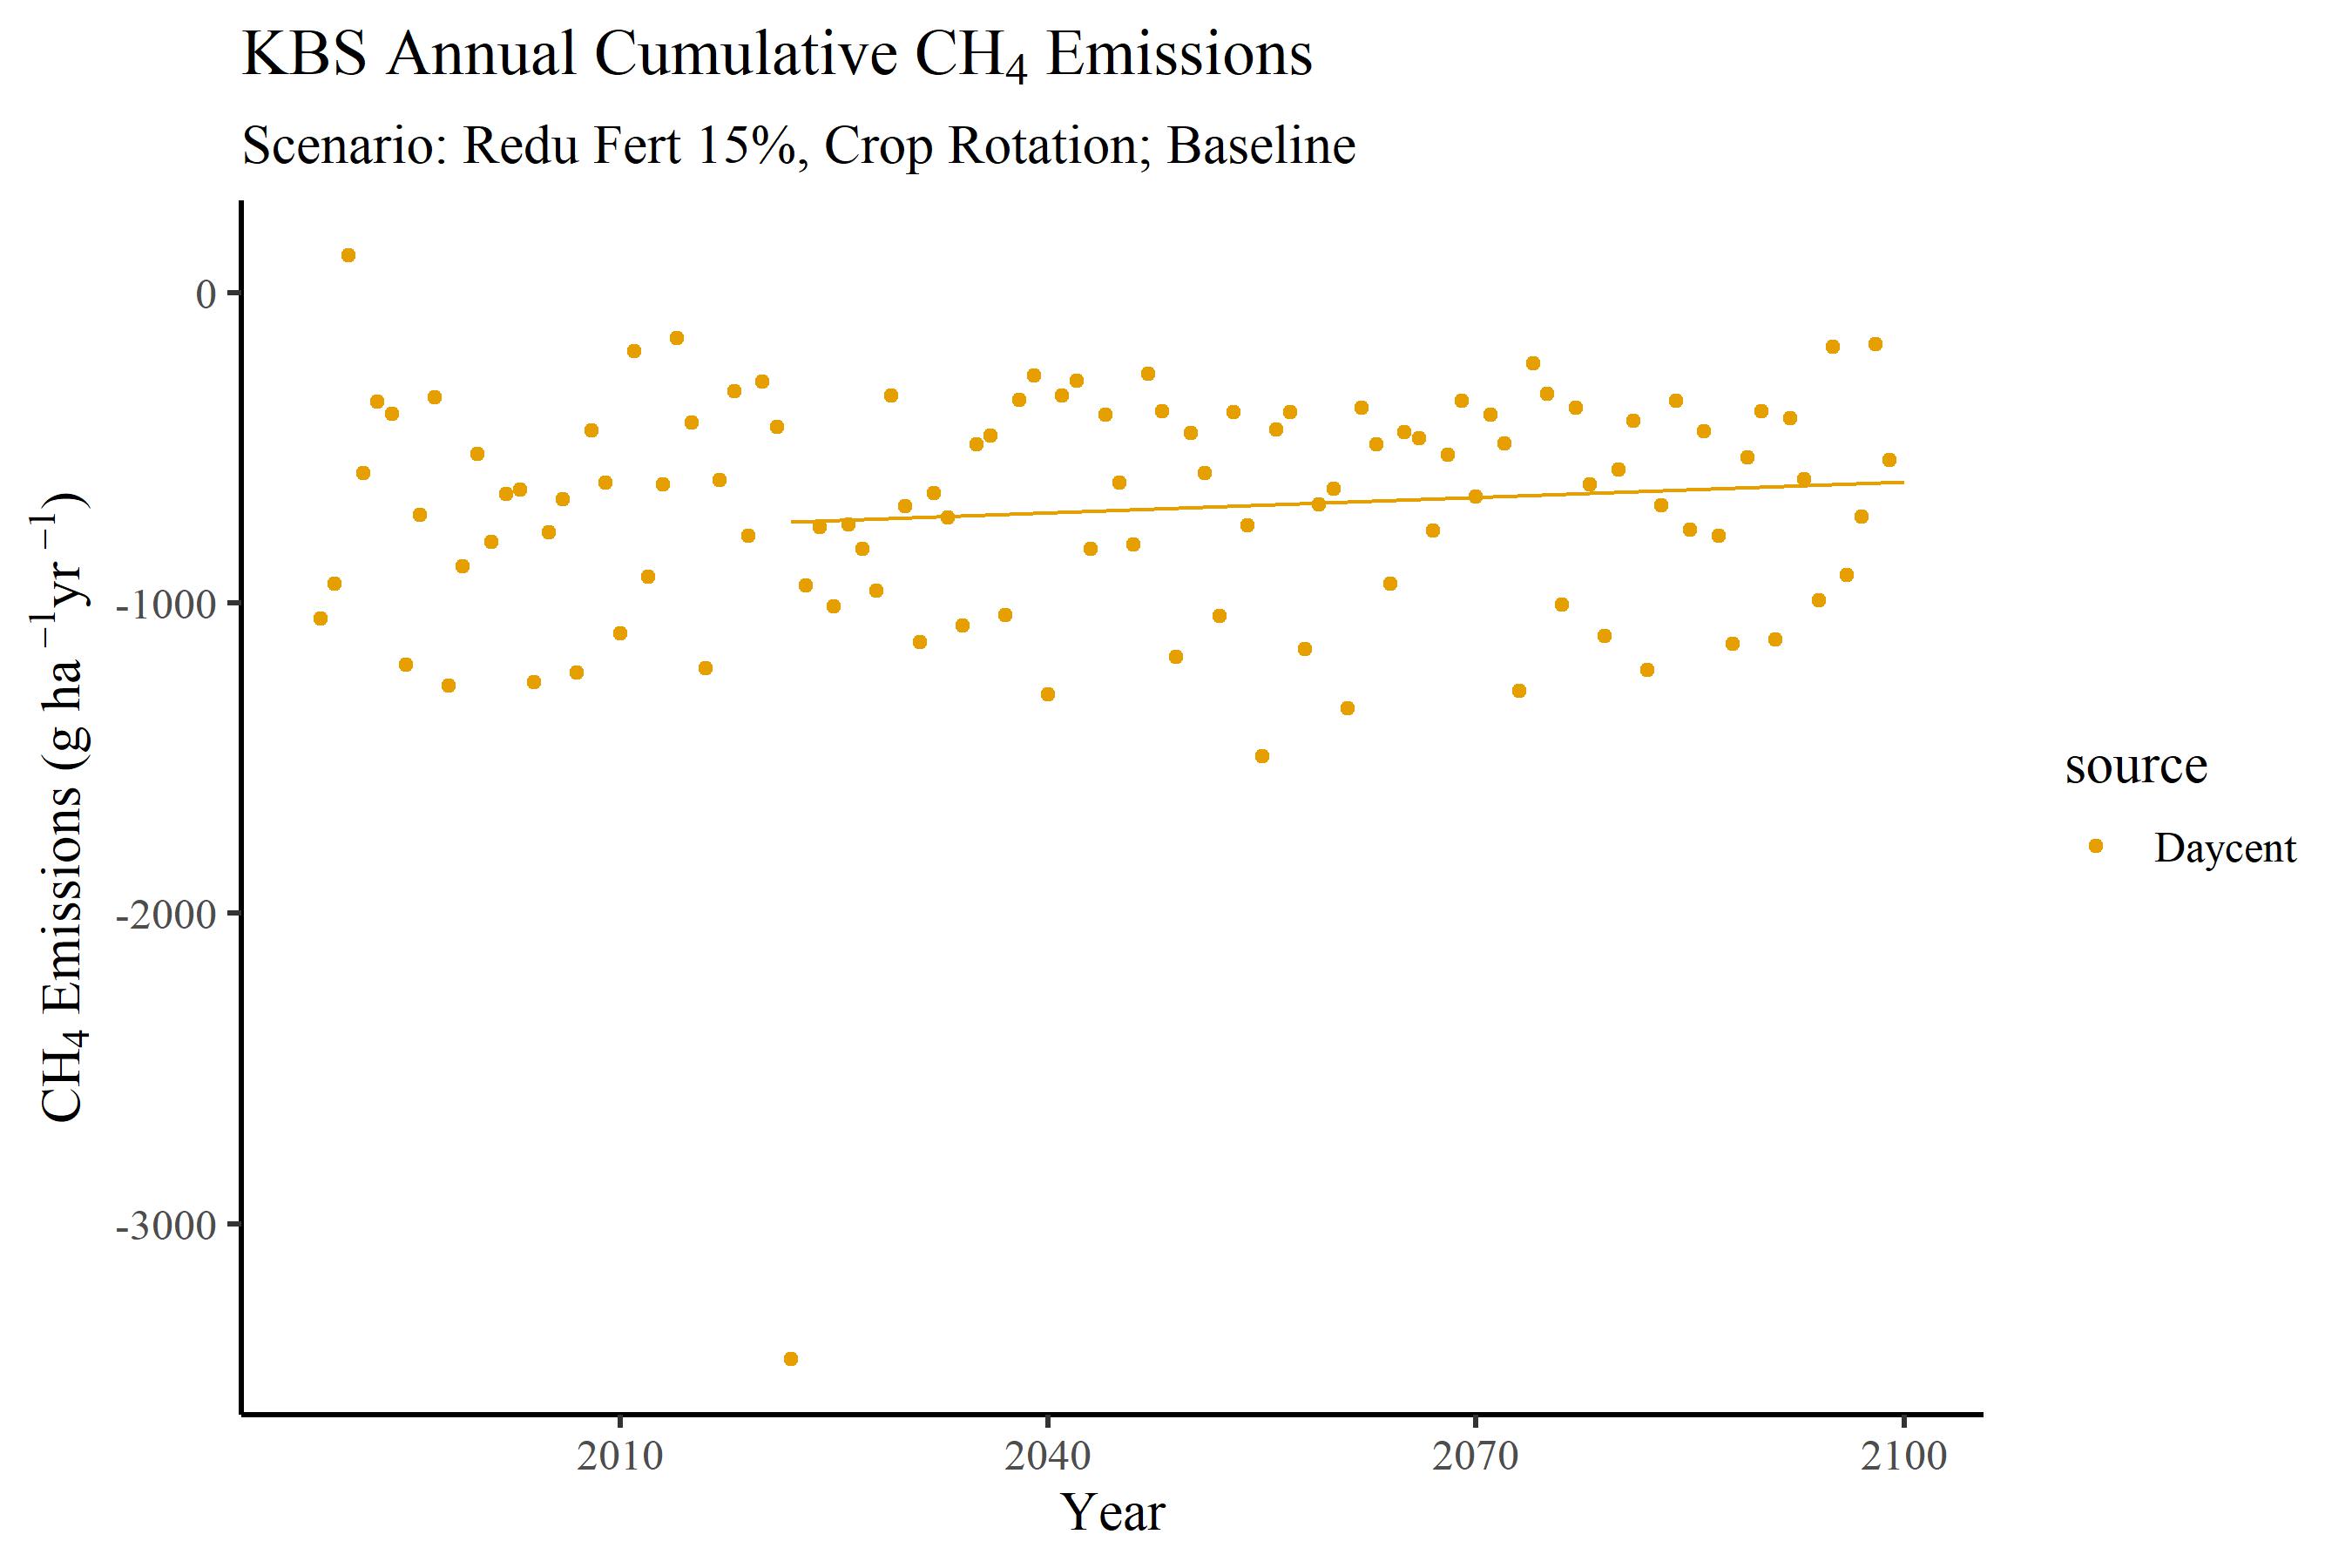 KBS Annual Cumulative CH₄ Emissions
Scenario: Redu Fert 15%, Crop Rotation; Baseline
CH₄ Emissions (g ha⁻¹yr⁻¹)
0
-1000
-2000
-3000
2010 2040 2070 2100
Year
source
Daycent